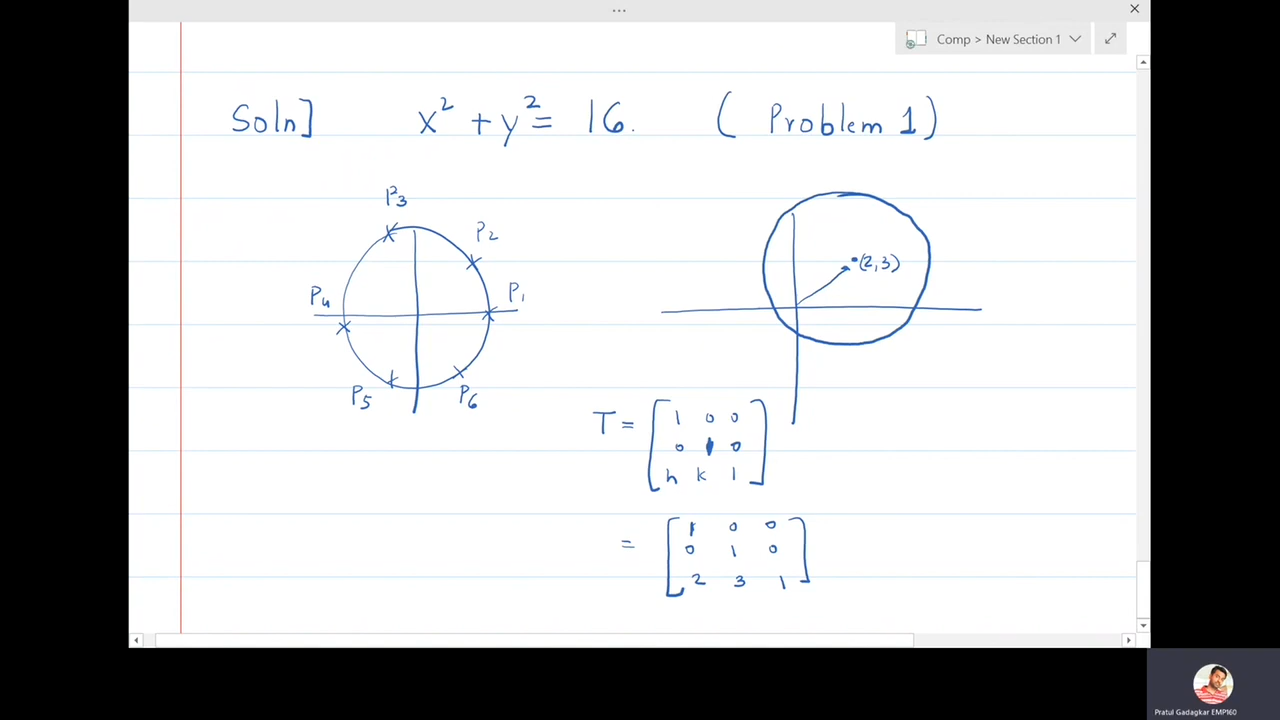 Comp > New Section 1
Soln] x² + y² = 16. ( Problem 1 )
P3
P2
P1
P4
P5
P6
•(2,3)
T = [ 1 0 0
0 1 0
h k 1 ]
= [ 1 0 0
0 1 0
2 3 1 ]
Pratul Gadagkar EMP160